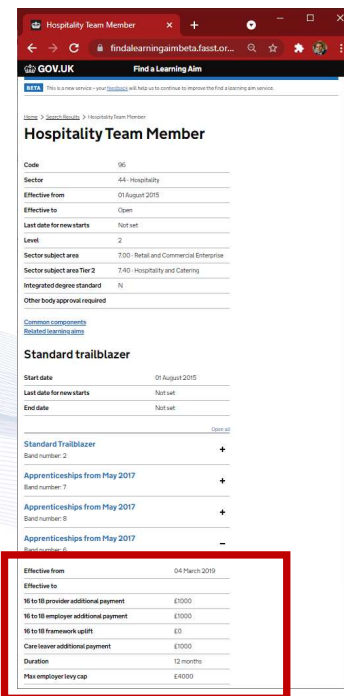 Hospitality Team Member
findalearningaimbeta.fasst.or...
GOV.UK Find a Learning Aim
BETA This is a new service – your feedback will help us to continue to improve the find a learning aim service.
Home > Search Results > Hospitality Team Member
Hospitality Team Member
Code 96
Sector 44 - Hospitality
Effective from 01 August 2015
Effective to Open
Last date for new starts Not set
Level 2
Sector subject area 7.00 - Retail and Commercial Enterprise
Sector subject area Tier 2 7.40 - Hospitality and Catering
Integrated degree standard N
Other body approval required
Common components
Related learning aims
Standard trailblazer
Start date 01 August 2015
Last date for new starts Not set
End date Not set
Open all
Standard Trailblazer
Band number: 2
Apprenticeships from May 2017
Band number: 7
Apprenticeships from May 2017
Band number: 8
Apprenticeships from May 2017
Band number: 6
Effective from 04 March 2019
Effective to
16 to 18 provider additional payment £1000
16 to 18 employer additional payment £1000
16 to 18 framework uplift £0
Care leaver additional payment £1000
Duration 12 months
Max employer levy cap £4000